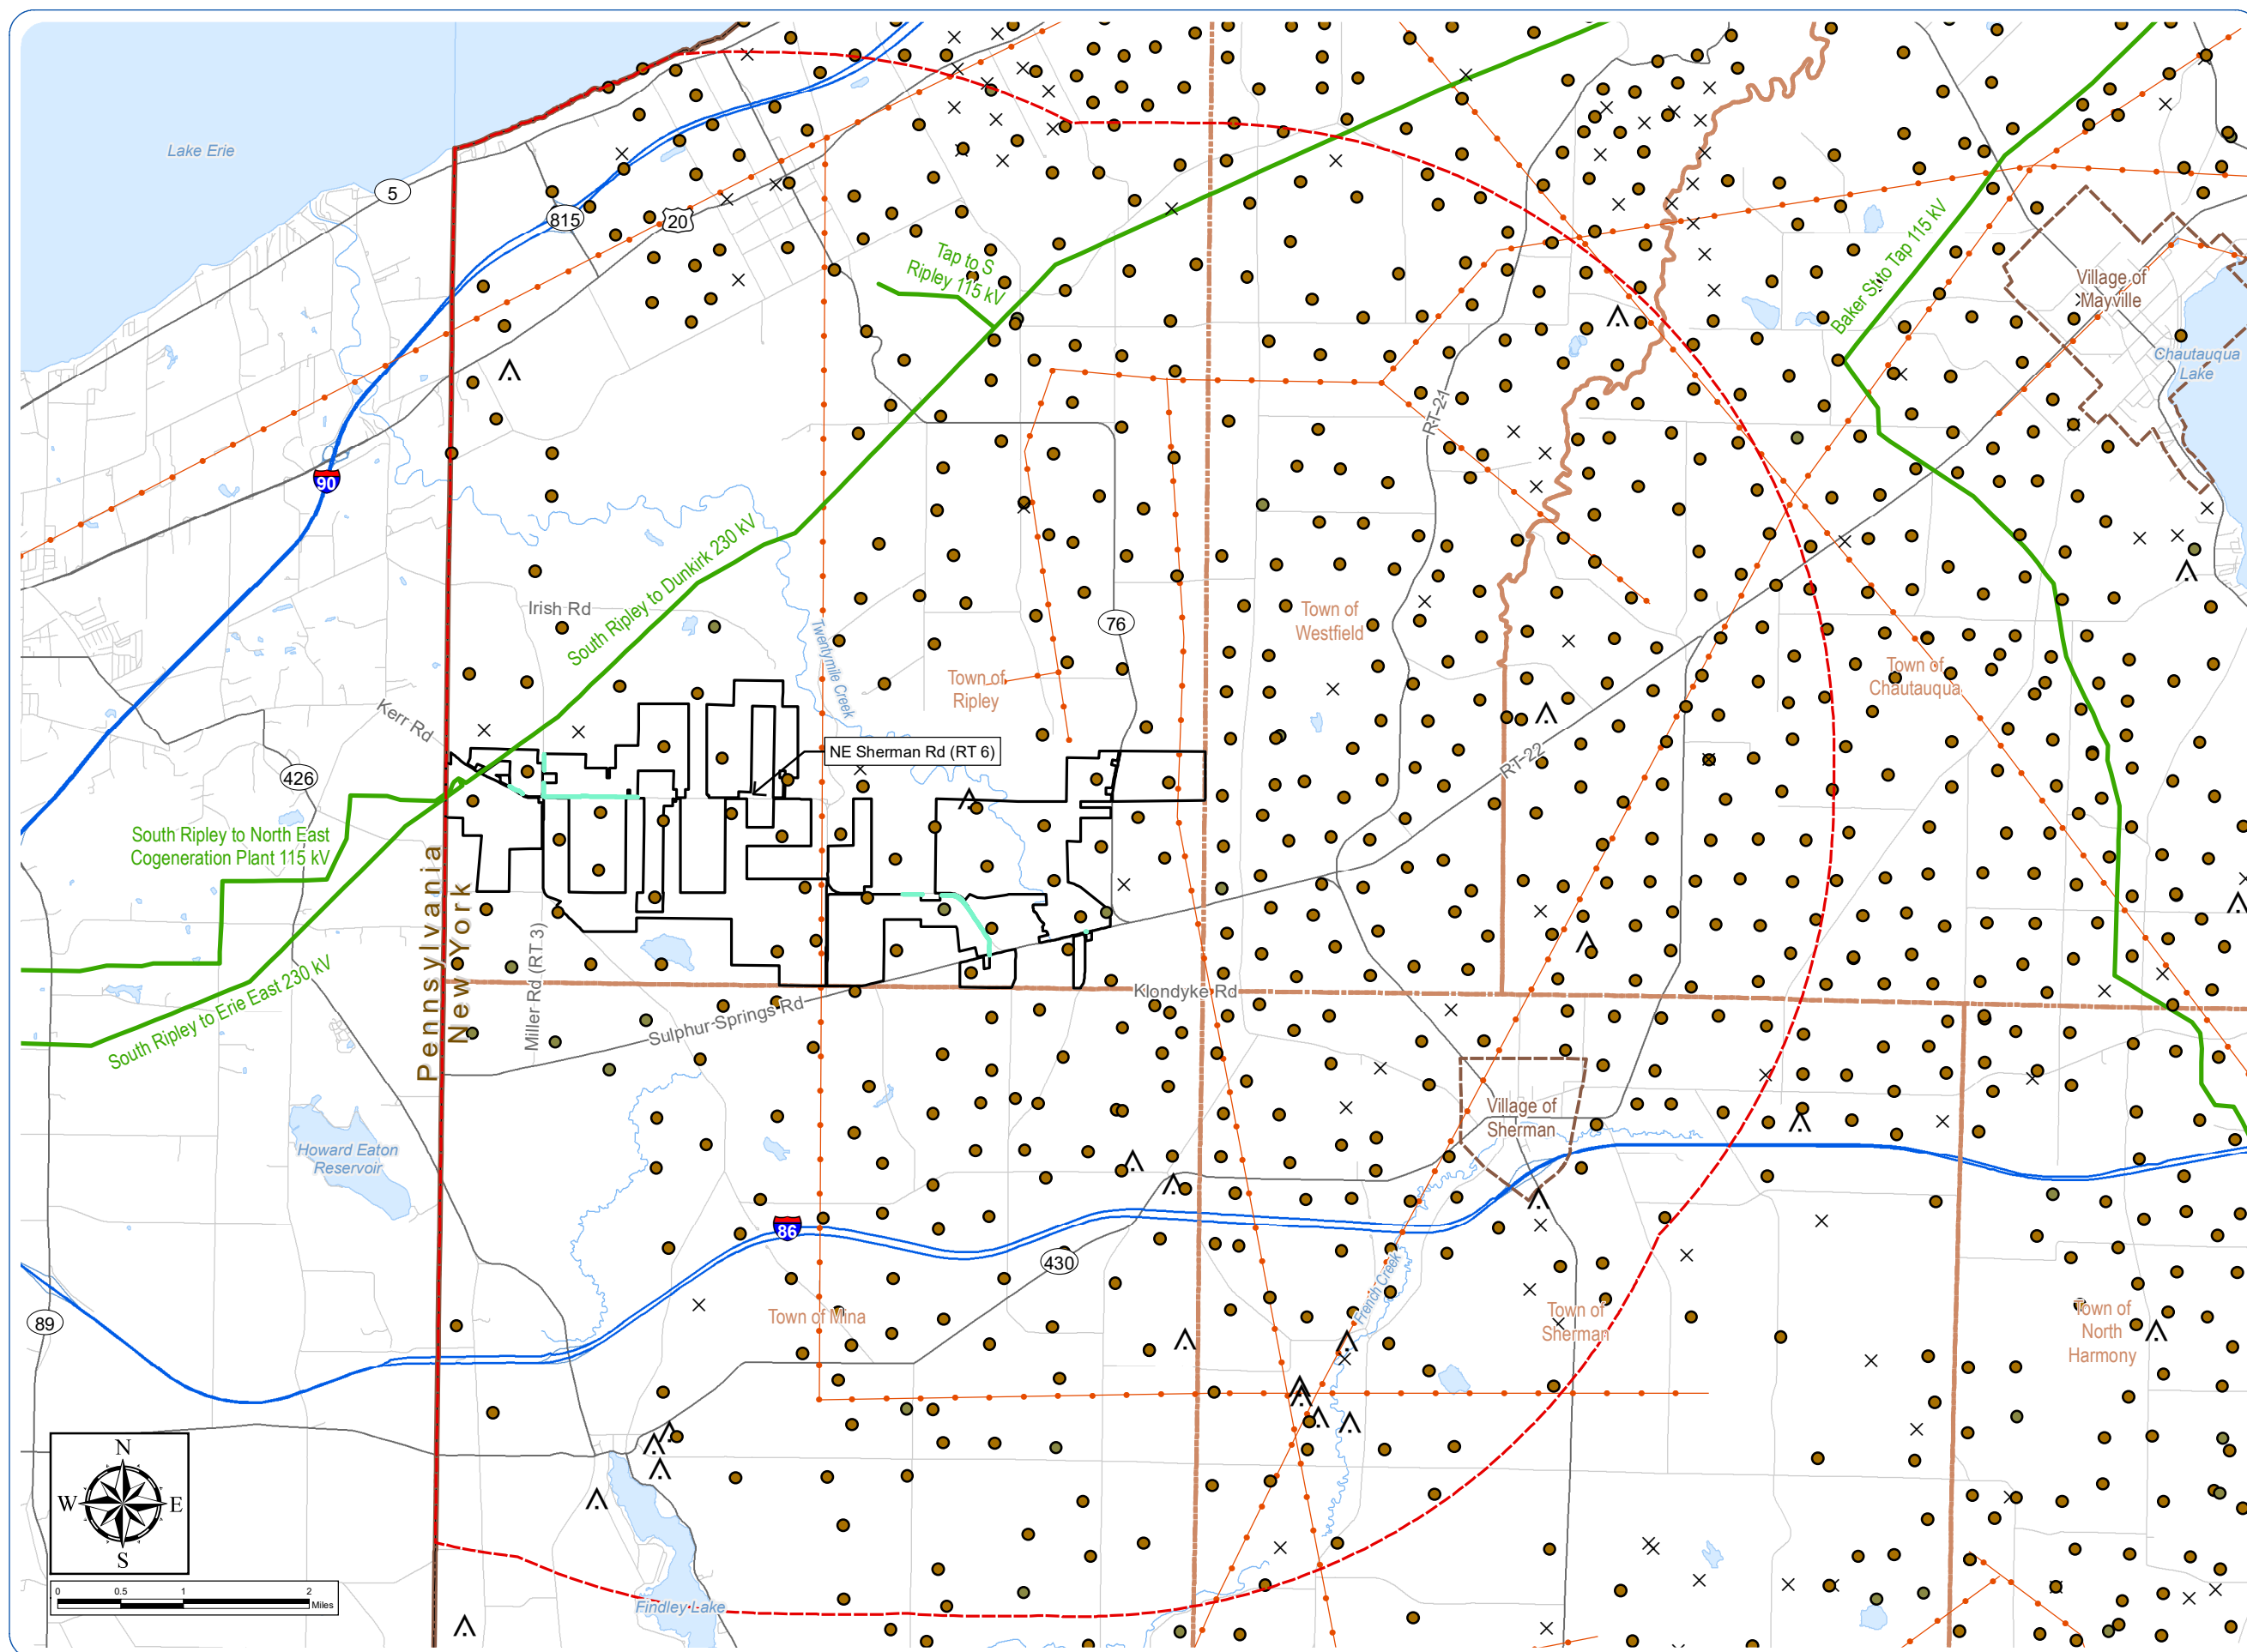 Lake Erie
5
815
20
Tap to S
Ripley 115 kV
Baker St to Tap 115 kV
Village of
Mayville
Chautauqua
Lake
RT-21
90
South Ripley to Dunkirk 230 kV
Irish Rd
Twentymile Creek
76
Town of
Westfield
Town of
Ripley
Town of
Chautauqua
Kerr Rd
426
NE Sherman Rd (RT 6)
RT-22
South Ripley to North East
Cogeneration Plant 115 kV
Pennsylvania
New York
South Ripley to Erie East 230 kV
Miller Rd (RT 3)
Sulphur-Springs Rd
Klondyke Rd
Howard Eaton
Reservoir
Village of
Sherman
86
430
French Creek
89
Town of Mina
Town of
Sherman
Town of
North
Harmony
N
W
E
S
0
0.5
1
2
Miles
Findley Lake